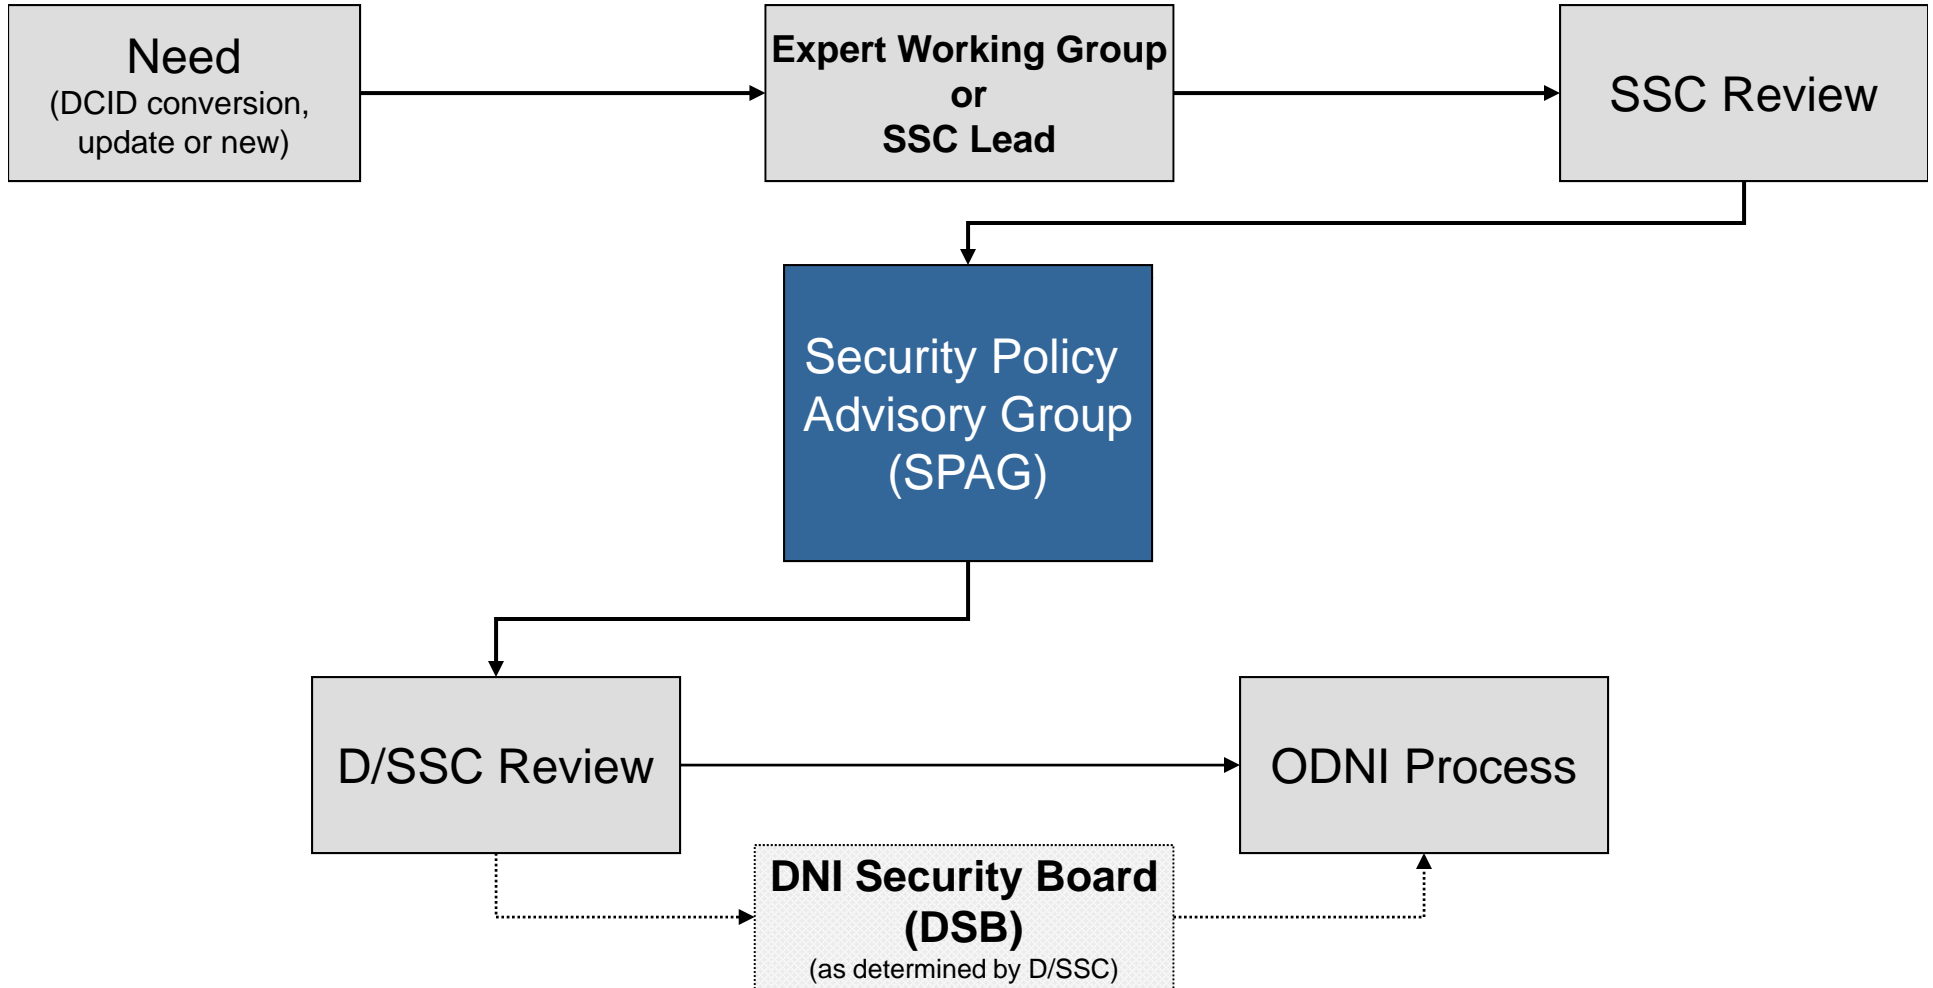 Need
(DCID conversion,
update or new)
Expert Working Group
or
SSC Lead
SSC Review
Security Policy
Advisory Group
(SPAG)
D/SSC Review
ODNI Process
DNI Security Board
(DSB)
(as determined by D/SSC)